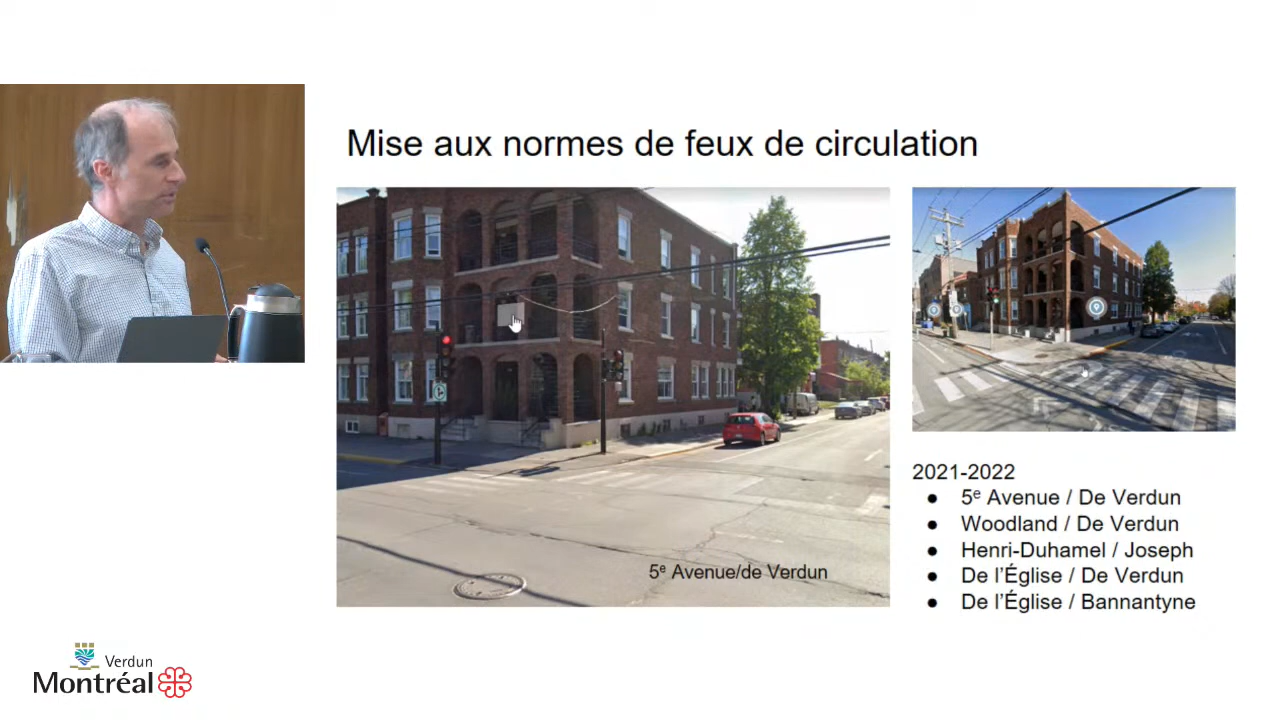 Mise aux normes de feux de circulation
5e Avenue/de Verdun
2021-2022
● 5e Avenue / De Verdun
● Woodland / De Verdun
● Henri-Duhamel / Joseph
● De l'Église / De Verdun
● De l'Église / Bannantyne
Verdun
Montréal